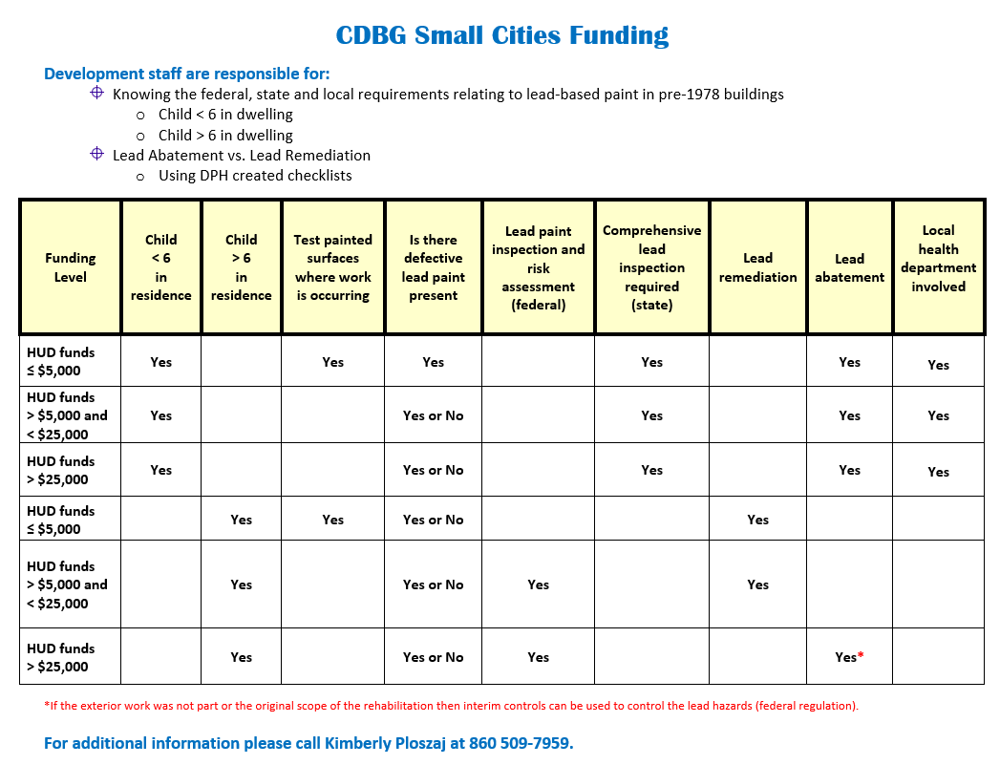 CDBG Small Cities Funding
Development staff are responsible for:
Knowing the federal, state and local requirements relating to lead-based paint in pre-1978 buildings
o Child < 6 in dwelling
o Child > 6 in dwelling
Lead Abatement vs. Lead Remediation
o Using DPH created checklists
Funding
Level
Child
< 6
in
residence
Child
> 6
in
residence
Test painted
surfaces
where work
is occurring
Is there
defective
lead paint
present
Lead paint
inspection and
risk
assessment
(federal)
Comprehensive
lead
inspection
required
(state)
Lead
remediation
Lead
abatement
Local
health
department
involved
HUD funds
≤ $5,000
Yes
Yes
Yes
Yes
Yes
Yes
HUD funds
> $5,000 and
< $25,000
Yes
Yes or No
Yes
Yes
Yes
HUD funds
> $25,000
Yes
Yes or No
Yes
Yes
Yes
HUD funds
≤ $5,000
Yes
Yes
Yes or No
Yes
HUD funds
> $5,000 and
< $25,000
Yes
Yes or No
Yes
Yes
HUD funds
> $25,000
Yes
Yes or No
Yes
Yes*
*If the exterior work was not part or the original scope of the rehabilitation then interim controls can be used to control the lead hazards (federal regulation).
For additional information please call Kimberly Ploszaj at 860 509-7959.